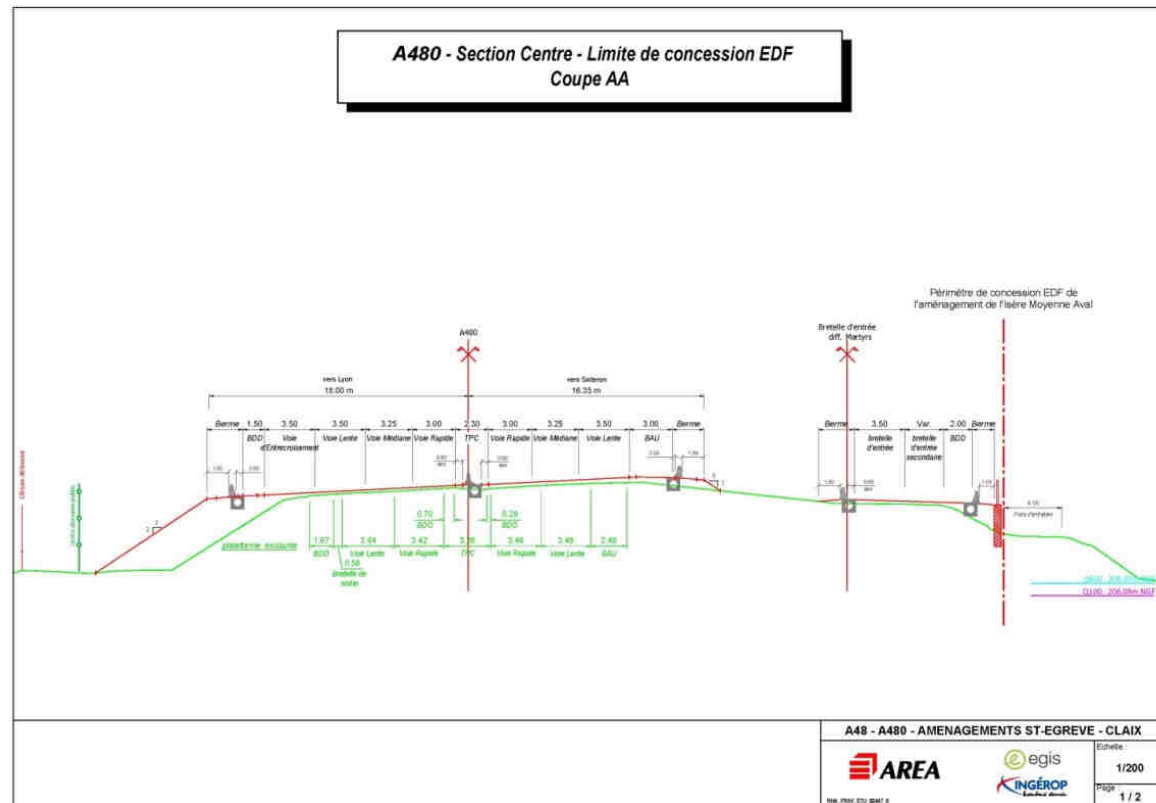 A480 - Section Centre - Limite de concession EDF
Coupe AA
Périmètre de concession EDF de
l'aménagement de l'Isère Moyenne Aval
A480
Bretelle d'entrée
diff. Martyrs
vers Lyon
18.00 m
16.35 m
Berme 1.50 3.50 3.50 3.25 3.00 2.30 3.00 3.25 3.50 3.00 Berme
BDD Voie d'Entrecroisement Voie Lente Voie Médiane Voie Rapide TPC Voie Rapide Voie Médiane Voie Lente BAU
Berme 3.50 Var. 2.00 Berme
bretelle d'entrée
bretelle d'entrée secondaire
BDD
plateforme existante
0.70
BDG
0.29
BDG
1.67 3.64 3.42 3.48 3.49 2.46
BDD Voie Lente Voie Rapide TPC Voie Rapide Voie Lente BAU
0.58
Bretelle de
sortie
A48 - A480 - AMENAGEMENTS ST-EGREVE - CLAIX
AREA
egis
INGÉROP
Echelle :
1/200
Page :
1 / 2